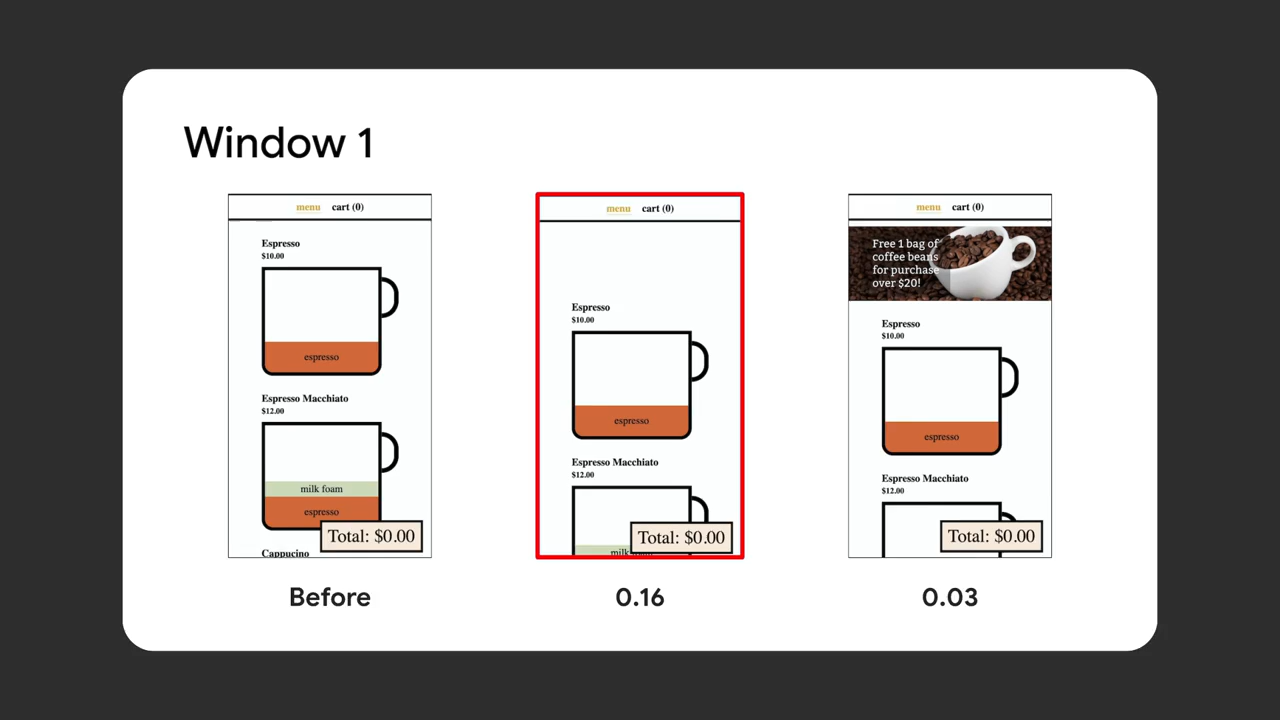 Window 1
menu cart (0)
Espresso
$10.00
espresso
Espresso Macchiato
$12.00
milk foam
espresso
Total: $0.00
Cappucino
Before
menu cart (0)
Espresso
$10.00
espresso
Espresso Macchiato
$12.00
Total: $0.00
0.16
menu cart (0)
Free 1 bag of
coffee beans
for purchase
over $20!
Espresso
$10.00
espresso
Espresso Macchiato
$12.00
Total: $0.00
0.03